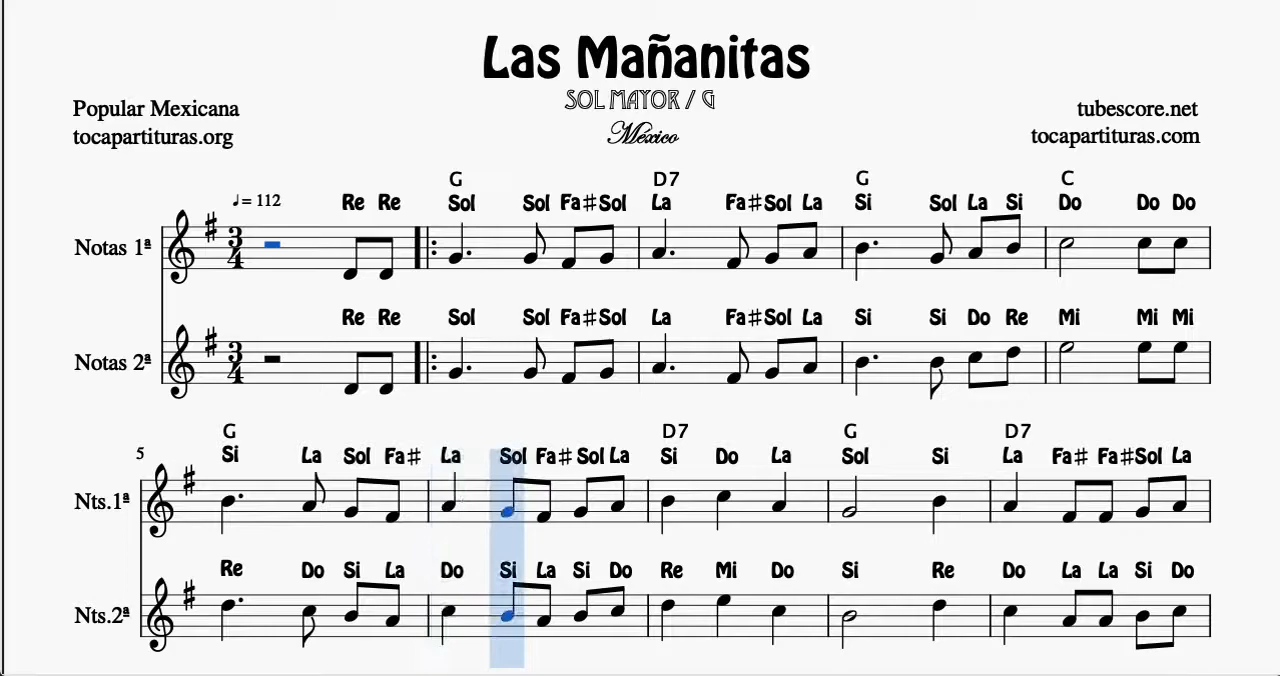 Las Mañanitas
SOL MAYOR / G
Popular Mexicana tubescore.net
México
tocapartituras.org tocapartituras.com
G D7 G C
♩= 112 Re Re Sol Sol Fa♯ Sol La Fa♯ Sol La Si Sol La Si Do Do Do
Notas 1ª
3
4
Re Re Sol Sol Fa♯ Sol La Fa♯ Sol La Si Si Do Re Mi Mi Mi
Notas 2ª
3
4
G D7 G D7
5 Si La Sol Fa♯ La Sol Fa♯ Sol La Si Do La Sol Si La Fa♯ Fa♯ Sol La
Nts.1ª
Re Do Si La Do Si La Si Do Re Mi Do Si Re Do La La Si Do
Nts.2ª